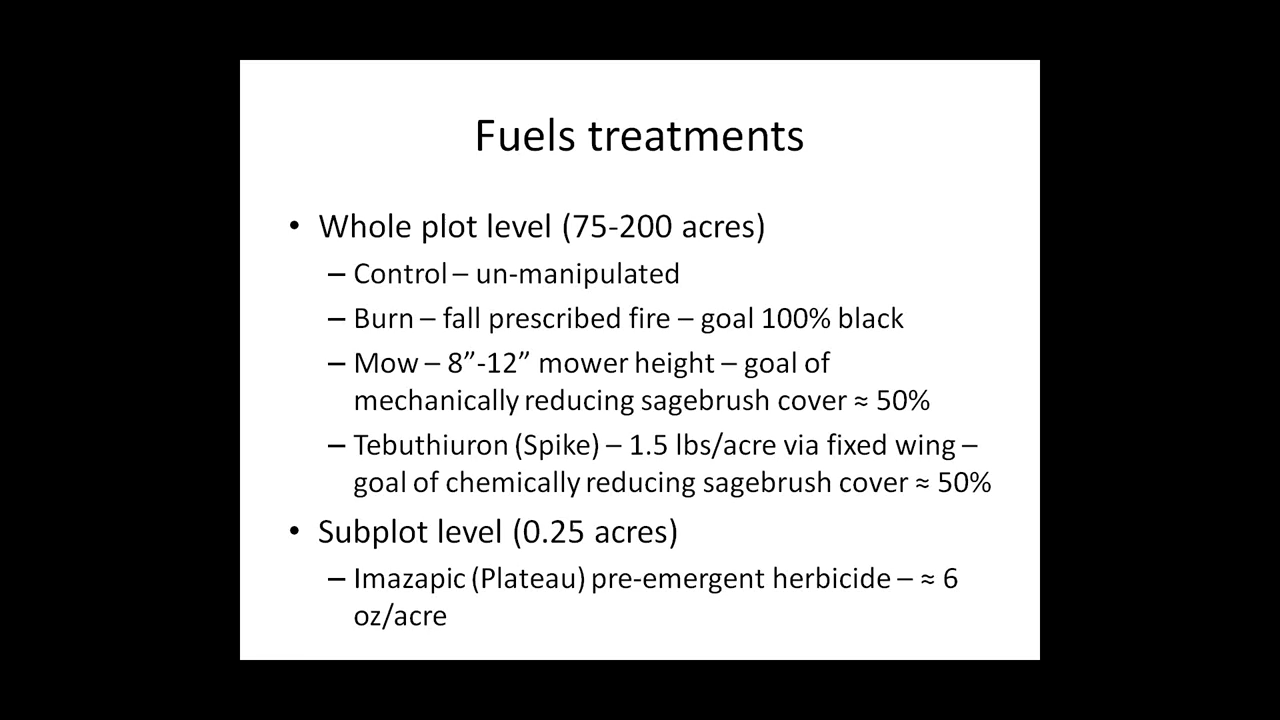 Fuels treatments
• Whole plot level (75-200 acres)
– Control – un-manipulated
– Burn – fall prescribed fire – goal 100% black
– Mow – 8”-12” mower height – goal of
mechanically reducing sagebrush cover ≈ 50%
– Tebuthiuron (Spike) – 1.5 lbs/acre via fixed wing –
goal of chemically reducing sagebrush cover ≈ 50%
• Subplot level (0.25 acres)
– Imazapic (Plateau) pre-emergent herbicide – ≈ 6
oz/acre